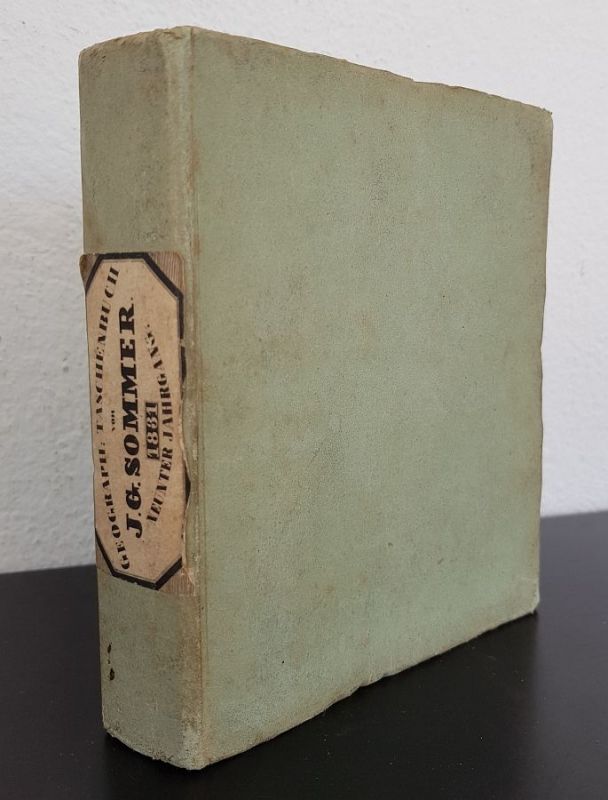 GEOGRAPH: TASCHENBUCH
VON
J.G. SOMMER.
1831
NEUNTER JAHRGANG.